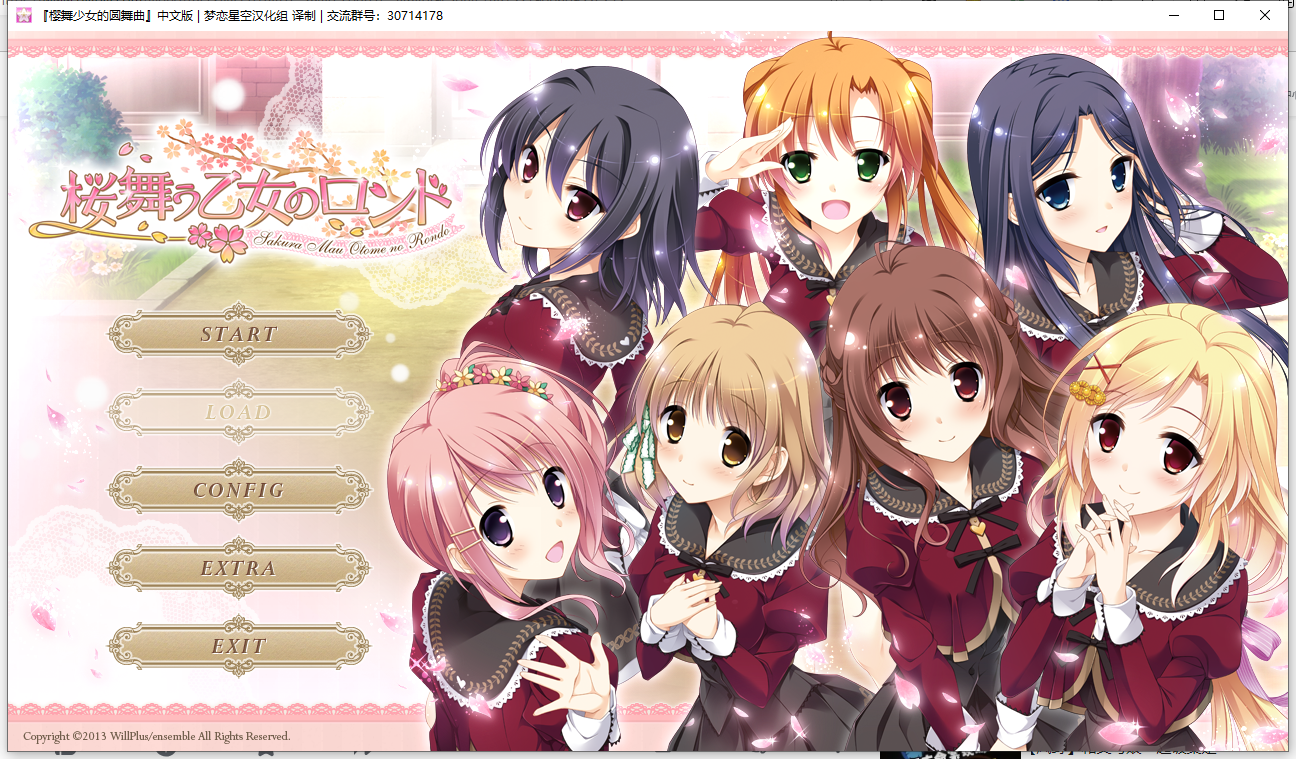 『樱舞少女的圆舞曲』中文版 | 梦恋星空汉化组 译制 | 交流群号：30714178
桜舞う乙女のロンド
Sakura Mau Otome no Rondo
START
LOAD
CONFIG
EXTRA
EXIT
Copyright ©2013 WillPlus/ensemble All Rights Reserved.